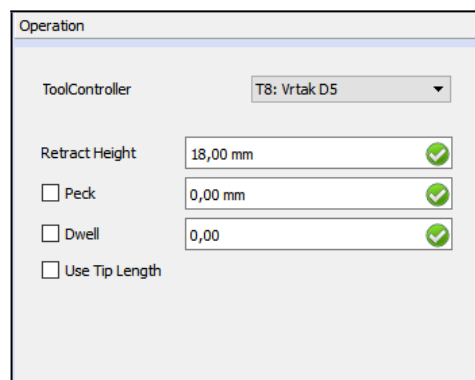 Operation
ToolController T8: Vrtak D5
Retract Height 18,00 mm
Peck 0,00 mm
Dwell 0,00
Use Tip Length